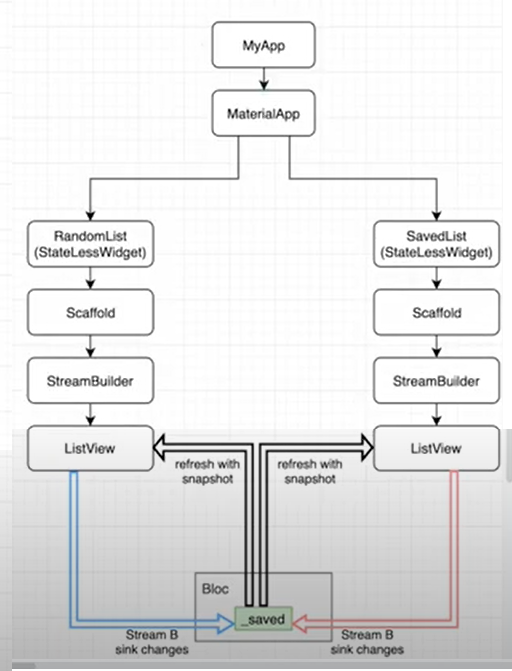 MyApp
MaterialApp
RandomList
(StateLessWidget)
SavedList
(StateLessWidget)
Scaffold
Scaffold
StreamBuilder
StreamBuilder
ListView
ListView
refresh with
snapshot
refresh with
snapshot
Bloc
_saved
Stream B
sink changes
Stream B
sink changes